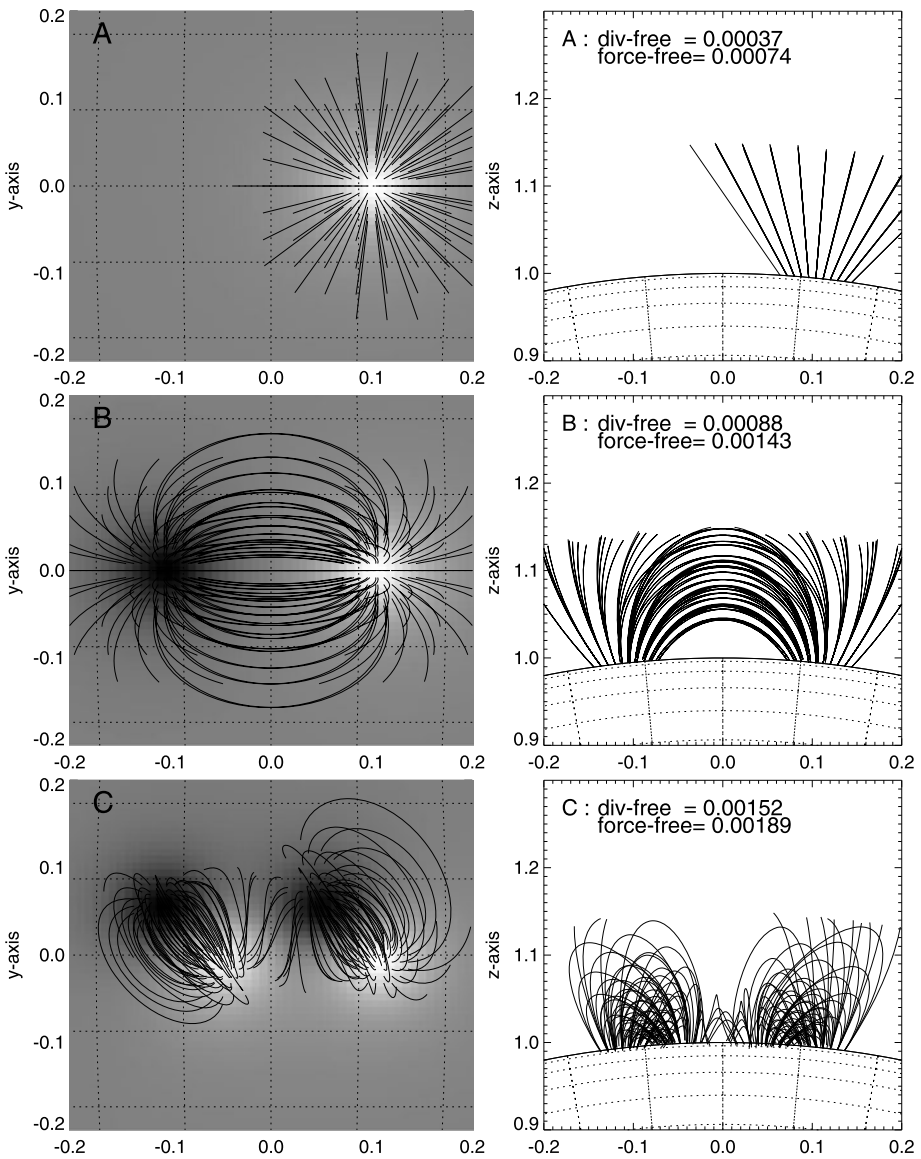 A
y-axis
0.2
0.1
0.0
-0.1
-0.2
-0.2 -0.1 0.0 0.1 0.2
A : div-free = 0.00037
force-free= 0.00074
z-axis
1.2
1.1
1.0
0.9
-0.2 -0.1 0.0 0.1 0.2
B
y-axis
0.2
0.1
0.0
-0.1
-0.2
-0.2 -0.1 0.0 0.1 0.2
B : div-free = 0.00088
force-free= 0.00143
z-axis
1.2
1.1
1.0
0.9
-0.2 -0.1 0.0 0.1 0.2
C
y-axis
0.2
0.1
0.0
-0.1
-0.2
-0.2 -0.1 0.0 0.1 0.2
C : div-free = 0.00152
force-free= 0.00189
z-axis
1.2
1.1
1.0
0.9
-0.2 -0.1 0.0 0.1 0.2